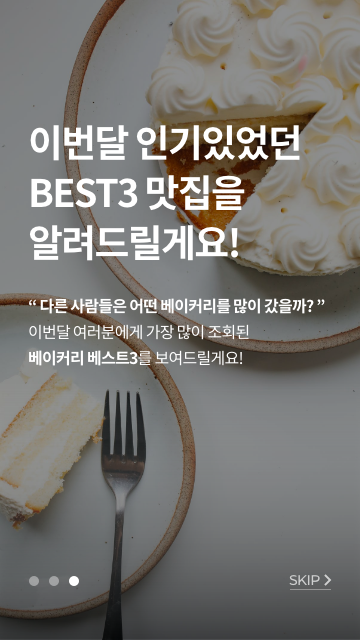 이번달 인기있었던
BEST3 맛집을
알려드릴게요!
“ 다른 사람들은 어떤 베이커리를 많이 갔을까? ”
이번달 여러분에게 가장 많이 조회된
베이커리 베스트3를 보여드릴게요!
SKIP